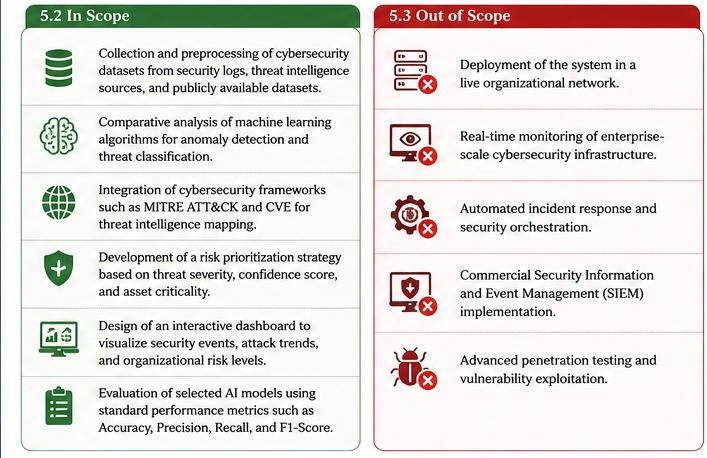 5.2 In Scope
Collection and preprocessing of cybersecurity
datasets from security logs, threat intelligence
sources, and publicly available datasets.
Comparative analysis of machine learning
algorithms for anomaly detection and
threat classification.
Integration of cybersecurity frameworks
such as MITRE ATT&CK and CVE for
threat intelligence mapping.
Development of a risk prioritization strategy
based on threat severity, confidence score,
and asset criticality.
Design of an interactive dashboard to
visualize security events, attack trends,
and organizational risk levels.
Evaluation of selected AI models using
standard performance metrics such as
Accuracy, Precision, Recall, and F1-Score.
5.3 Out of Scope
Deployment of the system in a
live organizational network.
Real-time monitoring of enterprise-
scale cybersecurity infrastructure.
Automated incident response and
security orchestration.
Commercial Security Information
and Event Management (SIEM)
implementation.
Advanced penetration testing and
vulnerability exploitation.